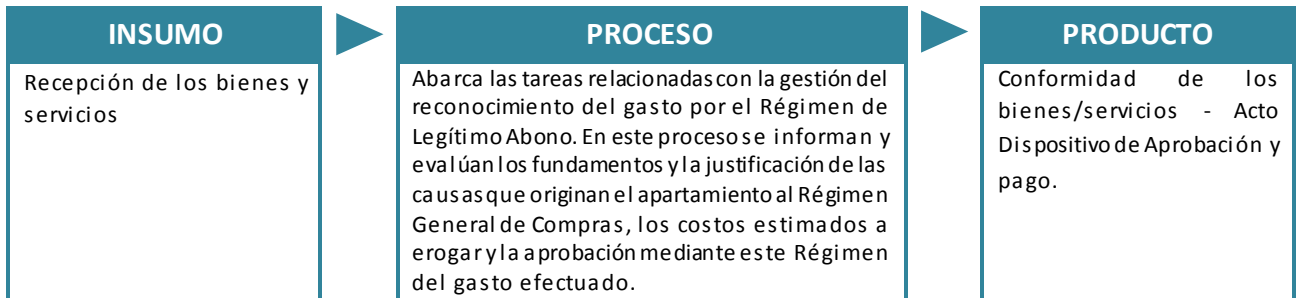 INSUMO
Recepción de los bienes y
servicios
PROCESO
Abarca las tareas relacionadas con la gestión del
reconocimiento del gasto por el Régimen de
Legítimo Abono. En este proceso se informan y
evalúan los fundamentos y la justificación de las
causas que originan el apartamiento al Régimen
General de Compras, los costos estimados a
erogar y la aprobación mediante este Régimen
del gasto efectuado.
PRODUCTO
Conformidad de los
bienes/servicios - Acto
Dispositivo de Aprobación y
pago.